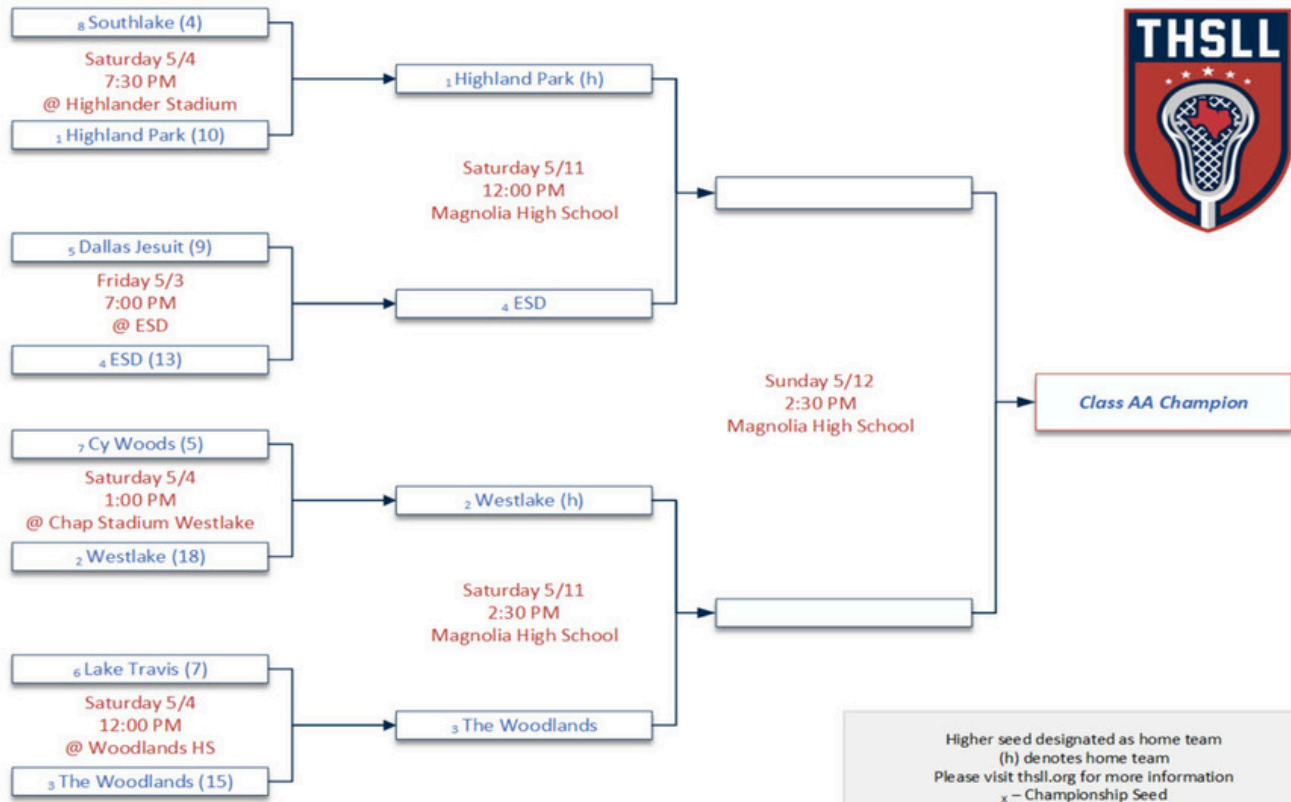 8 Southlake (4)
Saturday 5/4
7:30 PM
@ Highlander Stadium
1 Highland Park (10)
5 Dallas Jesuit (9)
Friday 5/3
7:00 PM
@ ESD
4 ESD (13)
7 Cy Woods (5)
Saturday 5/4
1:00 PM
@ Chap Stadium Westlake
2 Westlake (18)
6 Lake Travis (7)
Saturday 5/4
12:00 PM
@ Woodlands HS
3 The Woodlands (15)
1 Highland Park (h)
Saturday 5/11
12:00 PM
Magnolia High School
4 ESD
2 Westlake (h)
Saturday 5/11
2:30 PM
Magnolia High School
3 The Woodlands
Sunday 5/12
2:30 PM
Magnolia High School
Class AA Champion
THSLL
Higher seed designated as home team
(h) denotes home team
Please visit thsll.org for more information
x – Championship Seed